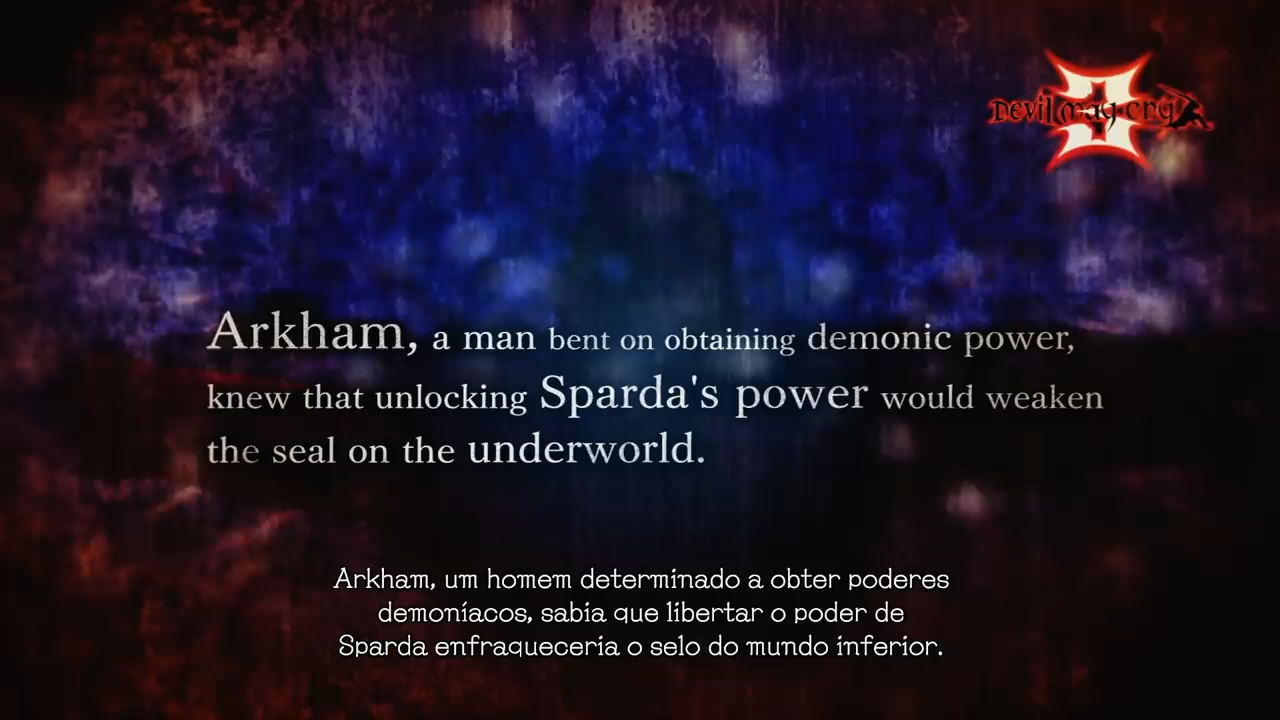 Devil may cry
3
Arkham, a man bent on obtaining demonic power,
knew that unlocking Sparda's power would weaken
the seal on the underworld.
Arkham, um homem determinado a obter poderes
demoníacos, sabia que libertar o poder de
Sparda enfraqueceria o selo do mundo inferior.